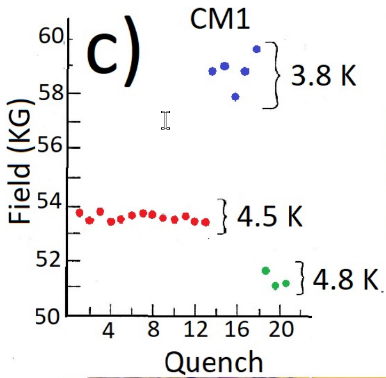 CM1
c)
60
58
56
54
52
50
Field (KG)
3.8 K
4.5 K
4.8 K
4 8 12 16 20
Quench